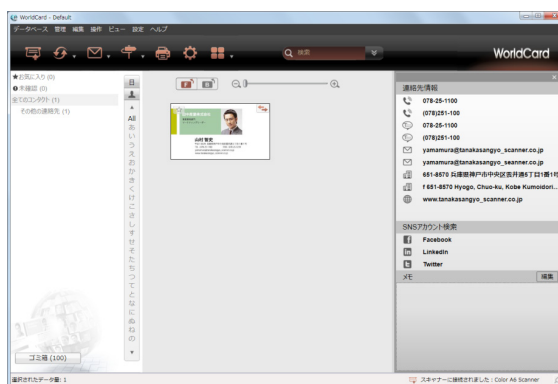 WorldCard - Default
データベース 管理 編集 操作 ビュー 設定 ヘルプ
検索
WorldCard
★お気に入り (0)
未確認 (0)
全てのコンタクト (1)
その他の連絡先 (1)
日
All
あ
い
う
え
お
か
き
く
け
こ
さ
し
す
せ
そ
た
ち
つ
て
と
な
に
ぬ
ね
の
山村 賢史
連絡先情報
078-25-1100
(078)251-100
078-25-1100
(078)251-100
yamamura@tanakasangyo_scanner.co.jp
yamamura@tanakasangyo_seanner.co.jp
651-8570 兵庫県神戸市中央区雲井通5丁目1番1号
f 651-8570 Hyogo, Chuo-ku, Kobe Kumoidori...
www.tanakasangyo_scanner.co.jp
SNSアカウント検索
Facebook
LinkedIn
Twitter
メモ
編集
ゴミ箱 (100)
選択されたデータ量: 1
スキャナーに接続されました : Color A6 Scanner